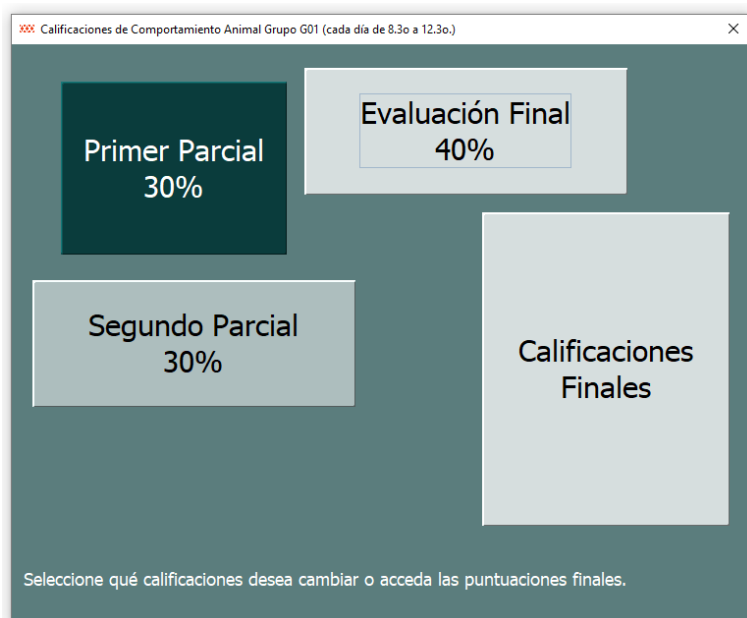 Calificaciones de Comportamiento Animal Grupo G01 (cada día de 8.3o a 12.3o.)
Primer Parcial
30%
Evaluación Final
40%
Segundo Parcial
30%
Calificaciones
Finales
Seleccione qué calificaciones desea cambiar o acceda las puntuaciones finales.